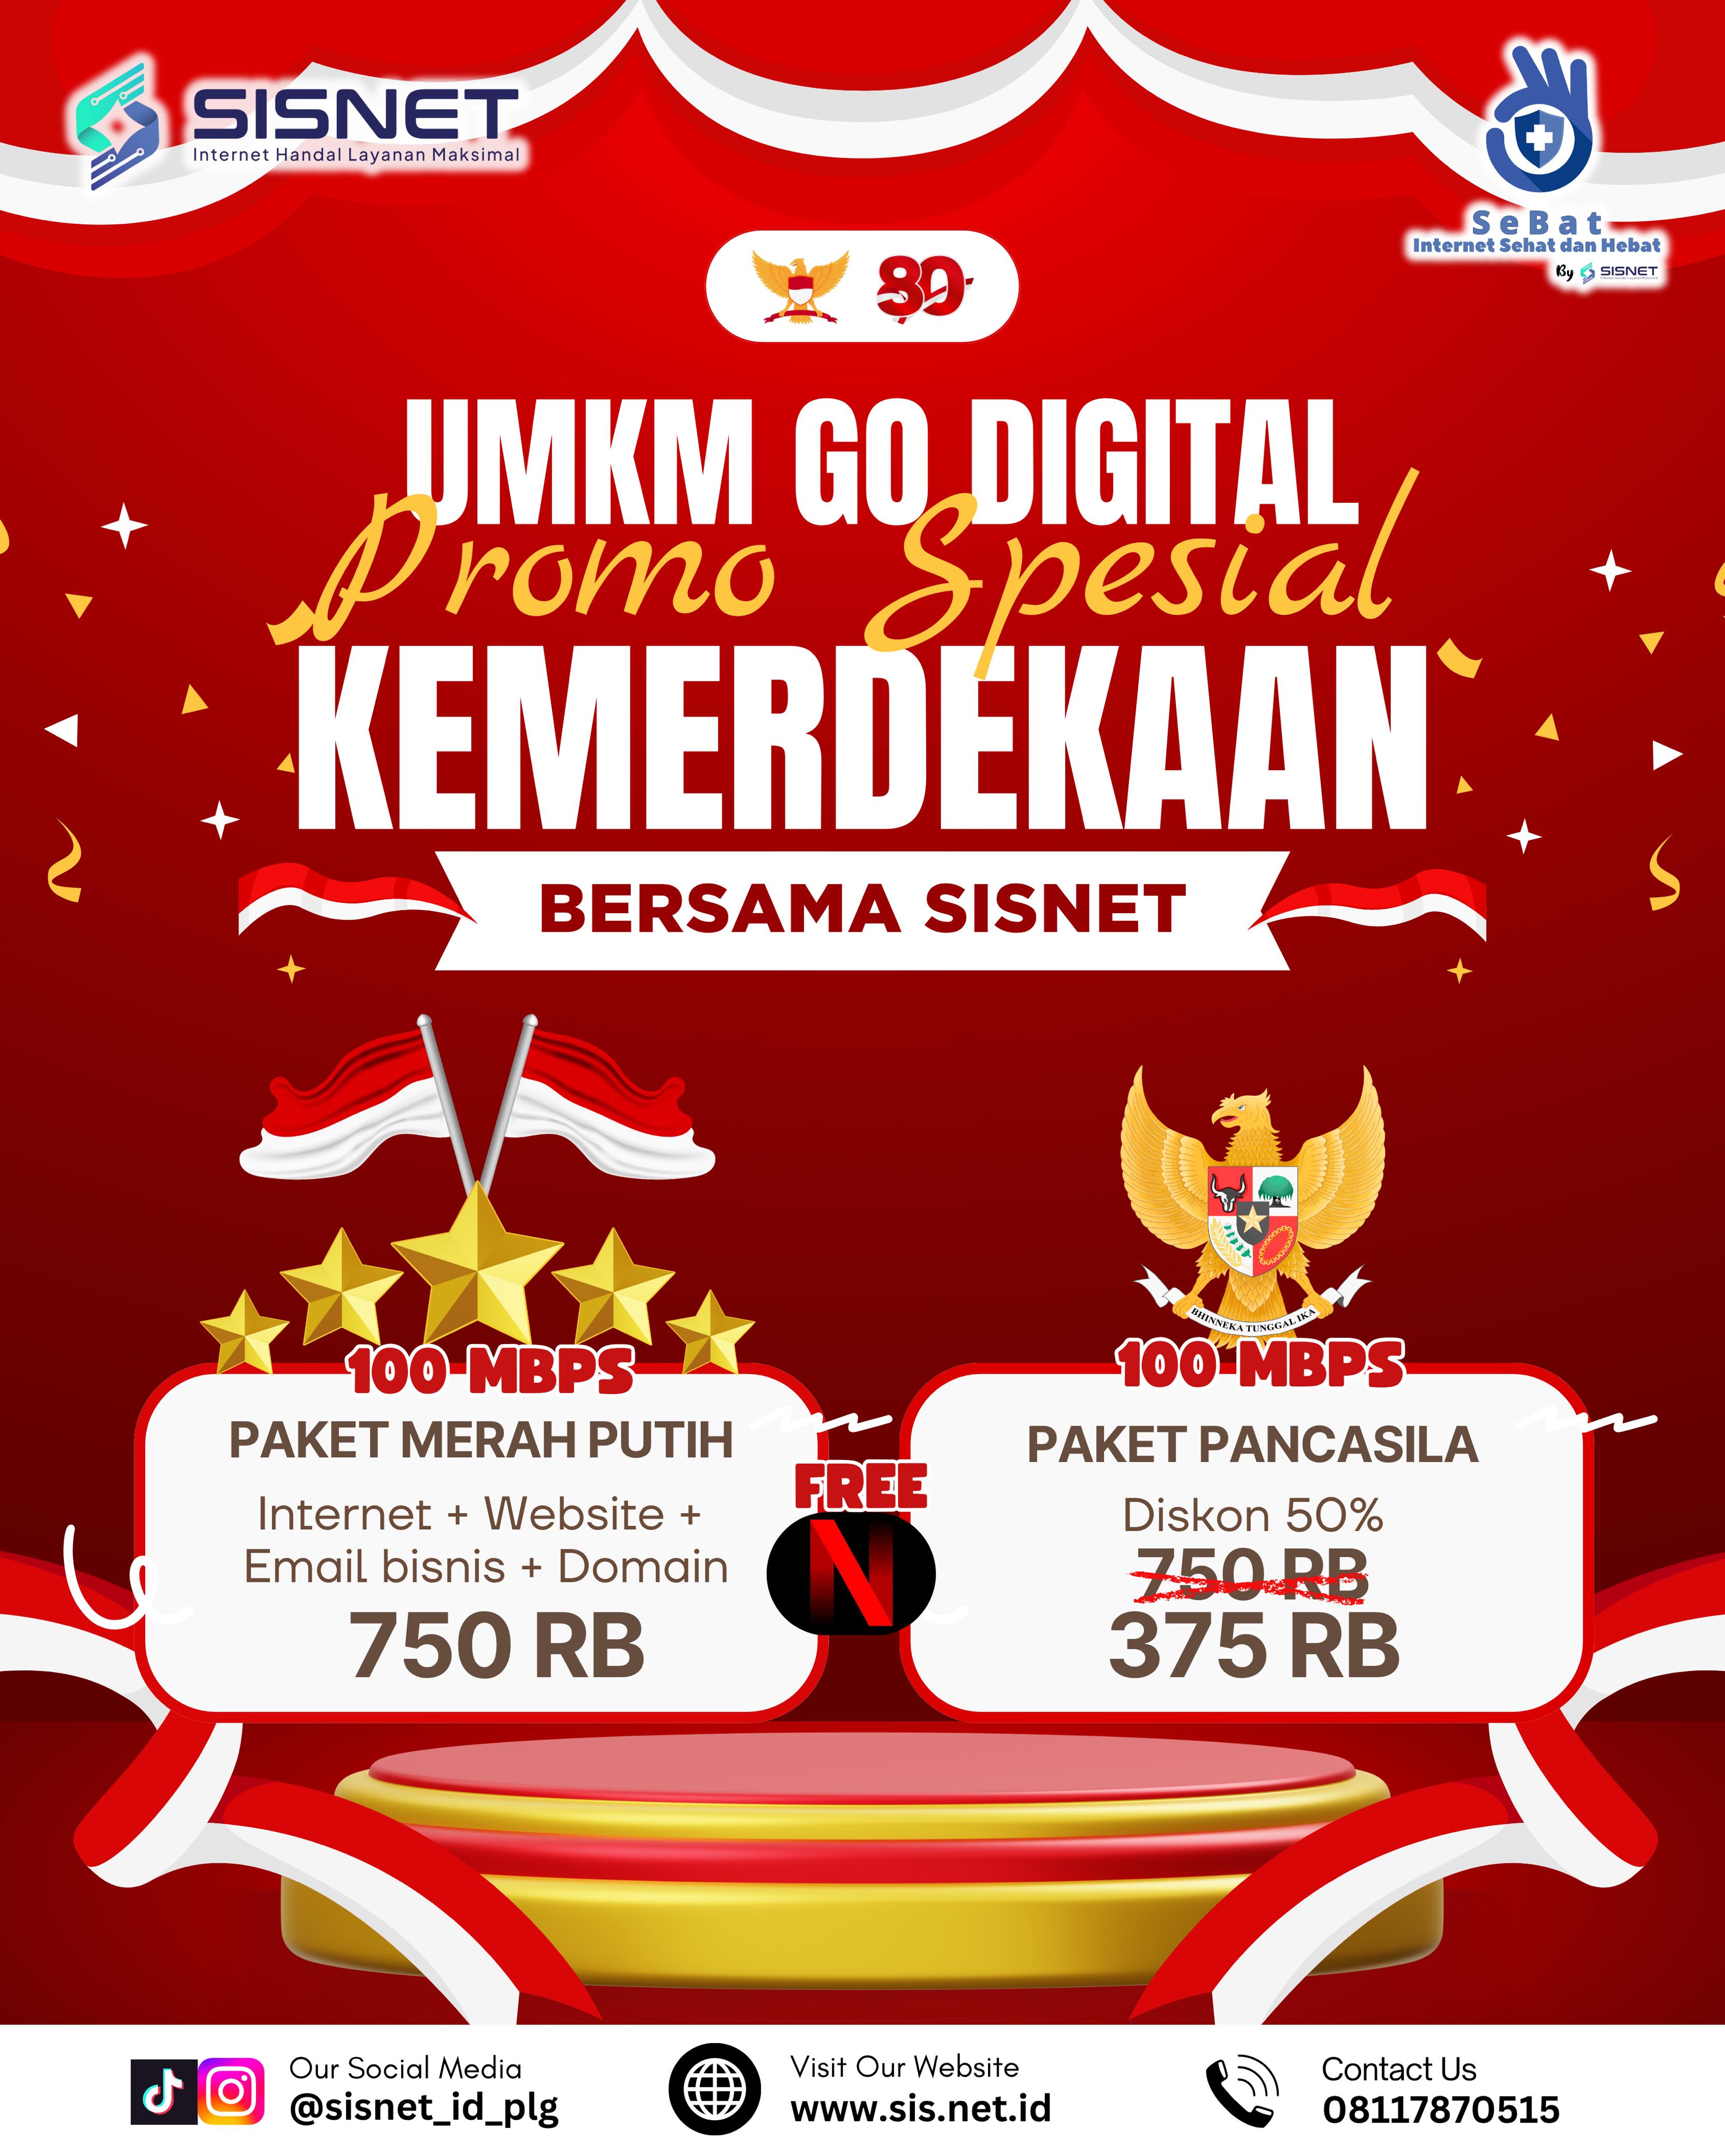 SISNET
Internet Handal Layanan Maksimal
SeBat
Internet Sehat dan Hebat
By SISNET
80
UMKM GO DIGITAL
Promo Spesial
KEMERDEKAAN
BERSAMA SISNET
BHINNEKA TUNGGAL IKA
100 MBPS
PAKET MERAH PUTIH
Internet + Website +
Email bisnis + Domain
750 RB
FREE
N
100 MBPS
PAKET PANCASILA
Diskon 50%
750 RB
375 RB
Our Social Media
@sisnet_id_plg
Visit Our Website
www.sis.net.id
Contact Us
08117870515